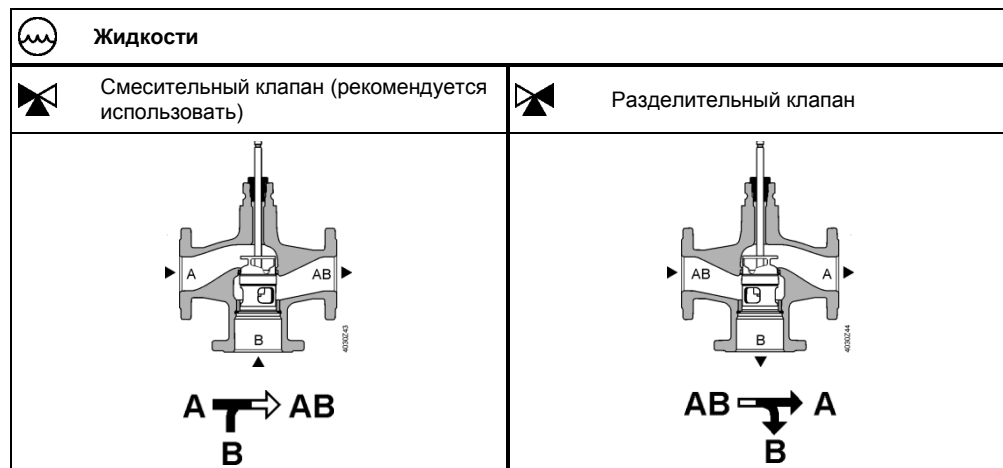 Жидкости
Смесительный клапан (рекомендуется
использовать)
Разделительный клапан
A
AB
B
4030Z43
A AB
B
AB
A
B
4030Z44
AB A
B